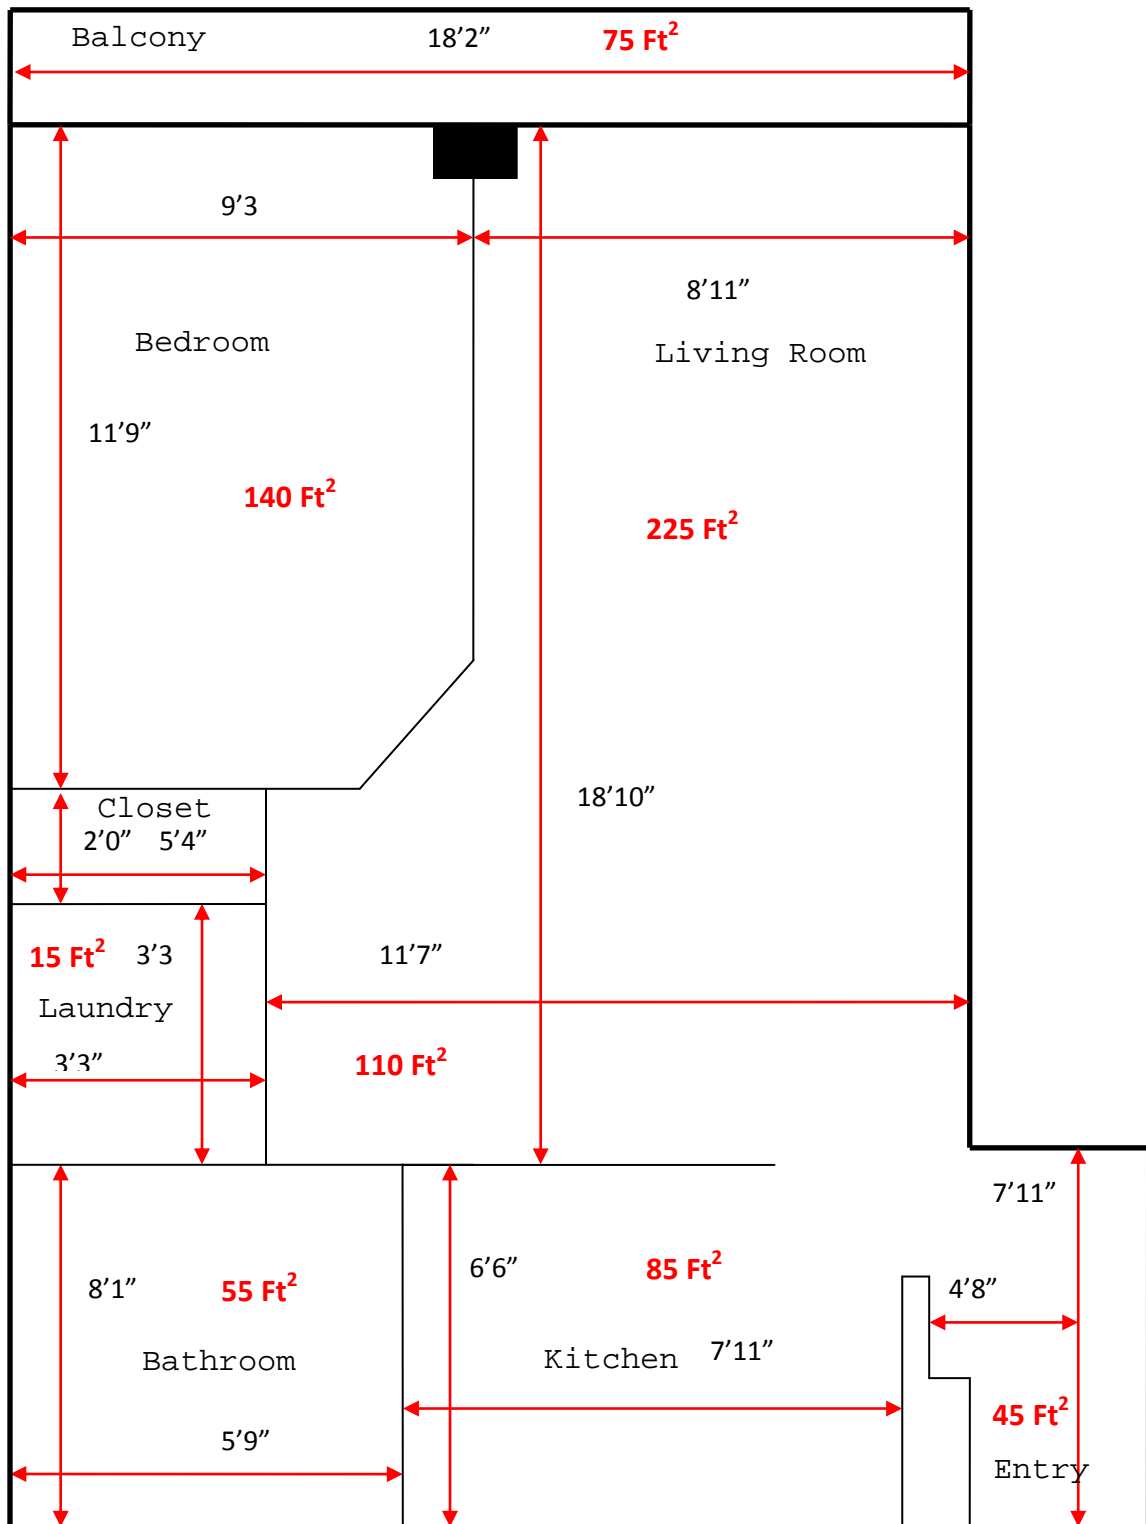 Balcony 18’2” 75 Ft²
9’3
8’11”
Bedroom
Living Room
11’9”
140 Ft²
225 Ft²
18’10”
Closet
2’0” 5’4”
15 Ft² 3’3
11’7”
Laundry
3’3”
110 Ft²
7’11”
8’1” 55 Ft²
6’6” 85 Ft²
4’8”
Bathroom
Kitchen 7’11”
45 Ft²
5’9”
Entry